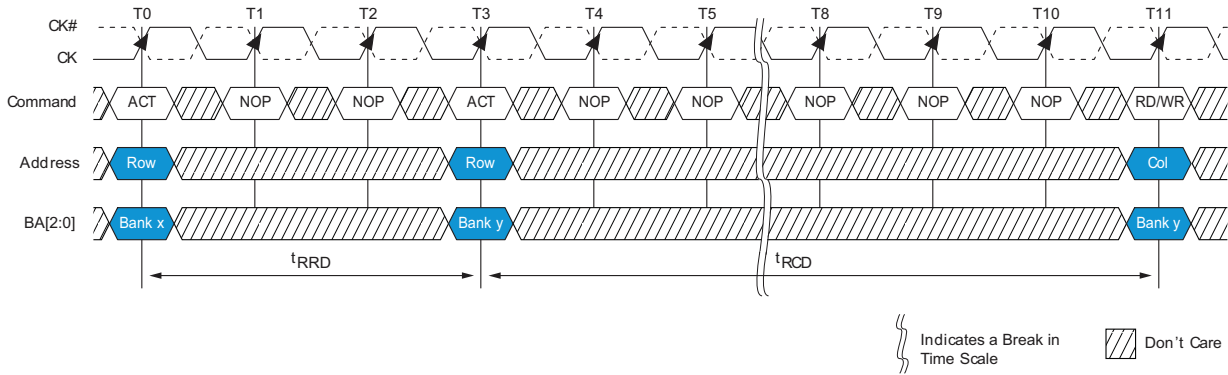 T0 T1 T2 T3 T4 T5 T8 T9 T10 T11
CK#
CK
Command ACT NOP NOP ACT NOP NOP NOP NOP NOP RD/WR
Address Row Row Col
BA[2:0] Bank x Bank y Bank y
tRRD tRCD
Indicates a Break in
Time Scale
Don't Care